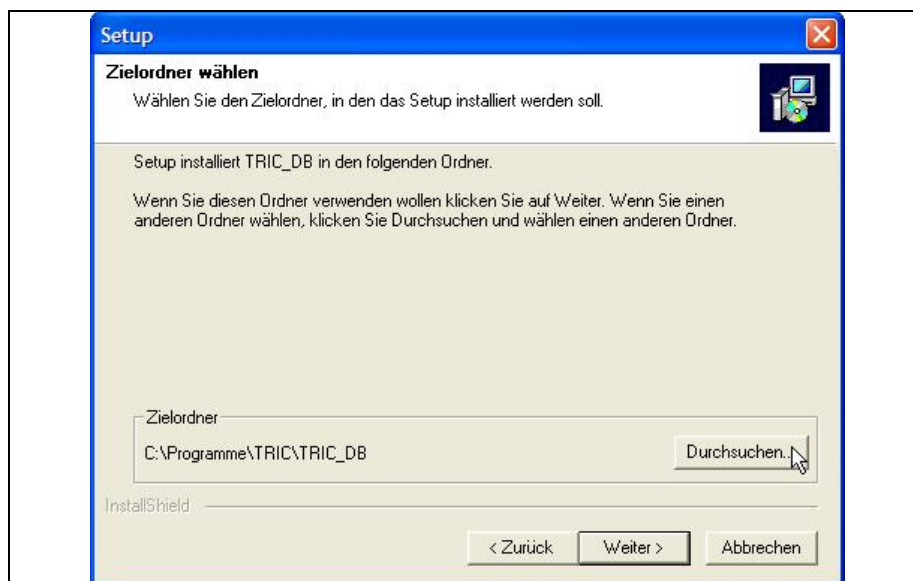 Setup
Zielordner wählen
Wählen Sie den Zielordner, in den das Setup installiert werden soll.
Setup installiert TRIC_DB in den folgenden Ordner.
Wenn Sie diesen Ordner verwenden wollen klicken Sie auf Weiter. Wenn Sie einen
anderen Ordner wählen, klicken Sie Durchsuchen und wählen einen anderen Ordner.
Zielordner
C:\Programme\TRIC\TRIC_DB
Durchsuchen...
InstallShield
< Zurück
Weiter >
Abbrechen